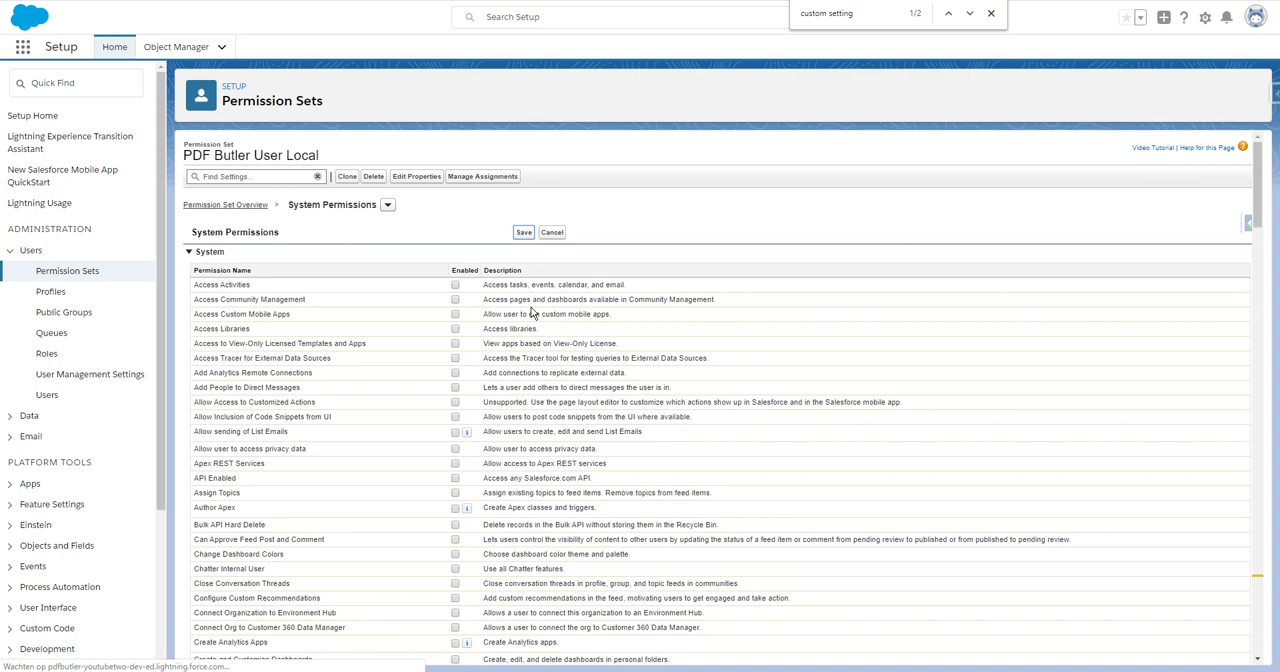 custom setting 1/2
Search Setup
Setup Home Object Manager
Quick Find
Setup Home
Lightning Experience Transition
Assistant
New Salesforce Mobile App
QuickStart
Lightning Usage
ADMINISTRATION
Users
Permission Sets
Profiles
Public Groups
Queues
Roles
User Management Settings
Users
Data
Email
PLATFORM TOOLS
Apps
Feature Settings
Einstein
Objects and Fields
Events
Process Automation
User Interface
Custom Code
Development
Wachten op pdfbutler-youtubetwo-dev-ed.lightning.force.com...
SETUP
Permission Sets
Permission Set
PDF Butler User Local
Video Tutorial | Help for this Page
Find Settings... | Clone Delete Edit Properties Manage Assignments
Permission Set Overview > System Permissions
System Permissions Save Cancel
System
Permission Name Enabled Description
Access Activities Access tasks, events, calendar, and email.
Access Community Management Access pages and dashboards available in Community Management.
Access Custom Mobile Apps Allow user to custom mobile apps.
Access Libraries Access libraries.
Access to View-Only Licensed Templates and Apps View apps based on View-Only License.
Access Tracer for External Data Sources Access the Tracer tool for testing queries to External Data Sources.
Add Analytics Remote Connections Add connections to replicate external data.
Add People to Direct Messages Lets a user add others to direct messages the user is in.
Allow Access to Customized Actions Unsupported. Use the page layout editor to customize which actions show up in Salesforce and in the Salesforce mobile app.
Allow Inclusion of Code Snippets from UI Allow users to post code snippets from the UI where available.
Allow sending of List Emails i Allow users to create, edit and send List Emails
Allow user to access privacy data Allow user to access privacy data.
Apex REST Services Allow access to Apex REST services
API Enabled Access any Salesforce.com API.
Assign Topics Assign existing topics to feed items. Remove topics from feed items.
Author Apex i Create Apex classes and triggers.
Bulk API Hard Delete Delete records in the Bulk API without storing them in the Recycle Bin.
Can Approve Feed Post and Comment Lets users control the visibility of content to other users by updating the status of a feed item or comment from pending review to published or from published to pending review.
Change Dashboard Colors Choose dashboard color theme and palette.
Chatter Internal User Use all Chatter features.
Close Conversation Threads Close conversation threads in profile, group, and topic feeds in communities.
Configure Custom Recommendations Add custom recommendations in the feed, motivating users to get engaged and take action.
Connect Organization to Environment Hub Allows a user to connect this organization to an Environment Hub.
Connect Org to Customer 360 Data Manager Allows a user to connect the org to Customer 360 Data Manager.
Create Analytics Apps i Create Analytics apps.
Create and Customize Dashboards Create, edit, and delete dashboards in personal folders.